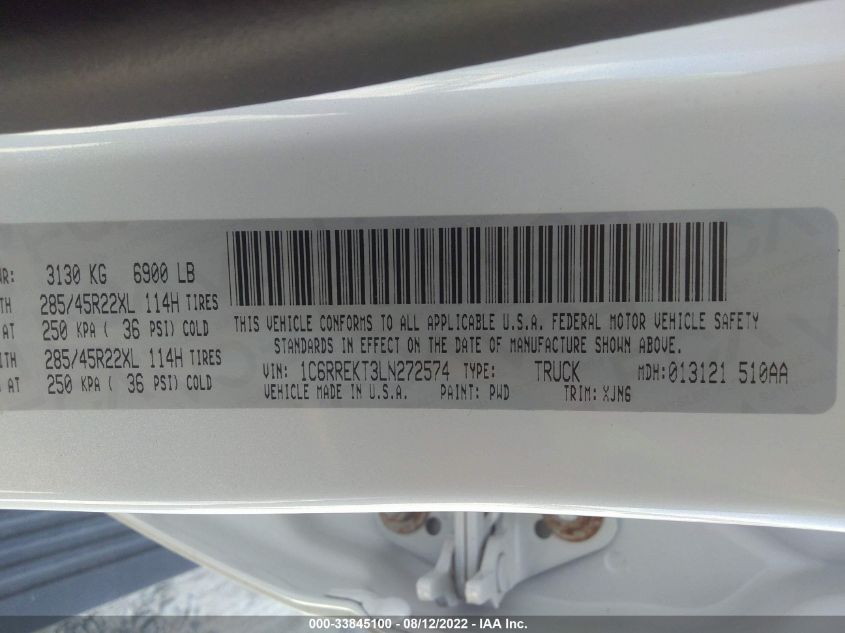 WR: 3130 KG 6900 LB
TH 285/45R22XL 114H TIRES
AT 250 KPA ( 36 PSI) COLD
WITH 285/45R22XL 114H TIRES
S AT 250 KPA ( 36 PSI) COLD
THIS VEHICLE CONFORMS TO ALL APPLICABLE U.S.A. FEDERAL MOTOR VEHICLE SAFETY
STANDARDS IN EFFECT ON THE DATE OF MANUFACTURE SHOWN ABOVE.
VIN: 1C6RREKT3LN272574 TYPE: TRUCK MDH:013121 510AA
VEHICLE MADE IN U.S.A. PAINT: PWD TRIM: XJN6
000-33845100 - 08/12/2022 - IAA Inc.